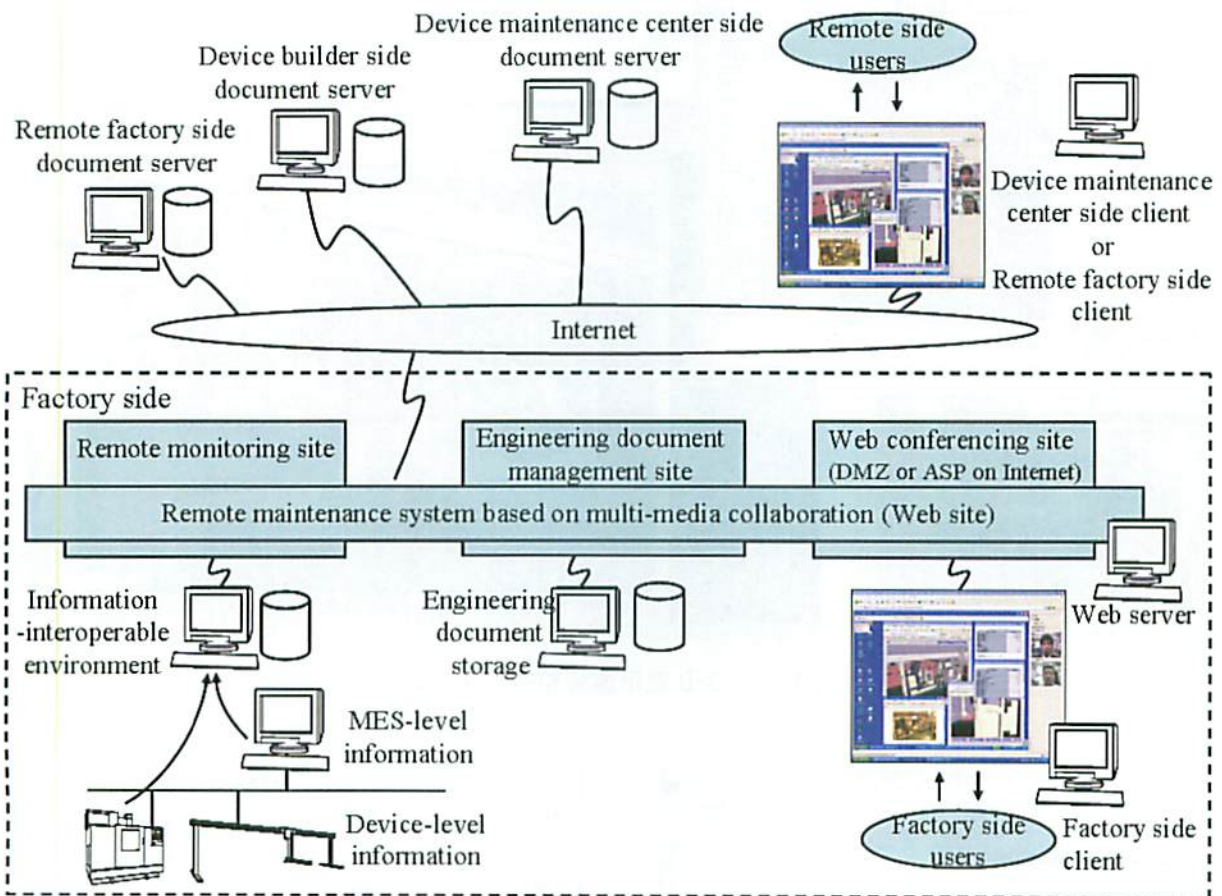 Device maintenance center side
document server
Remote side
users
Device builder side
document server
Remote factory side
document server
Device maintenance
center side client
or
Remote factory side
client
Internet
Factory side
Remote monitoring site
Engineering document
management site
Web conferencing site
(DMZ or ASP on Internet)
Remote maintenance system based on multi-media collaboration (Web site)
Information
-interoperable
environment
Engineering
document
storage
Web server
MES-level
information
Device-level
information
Factory side
users
Factory side
client